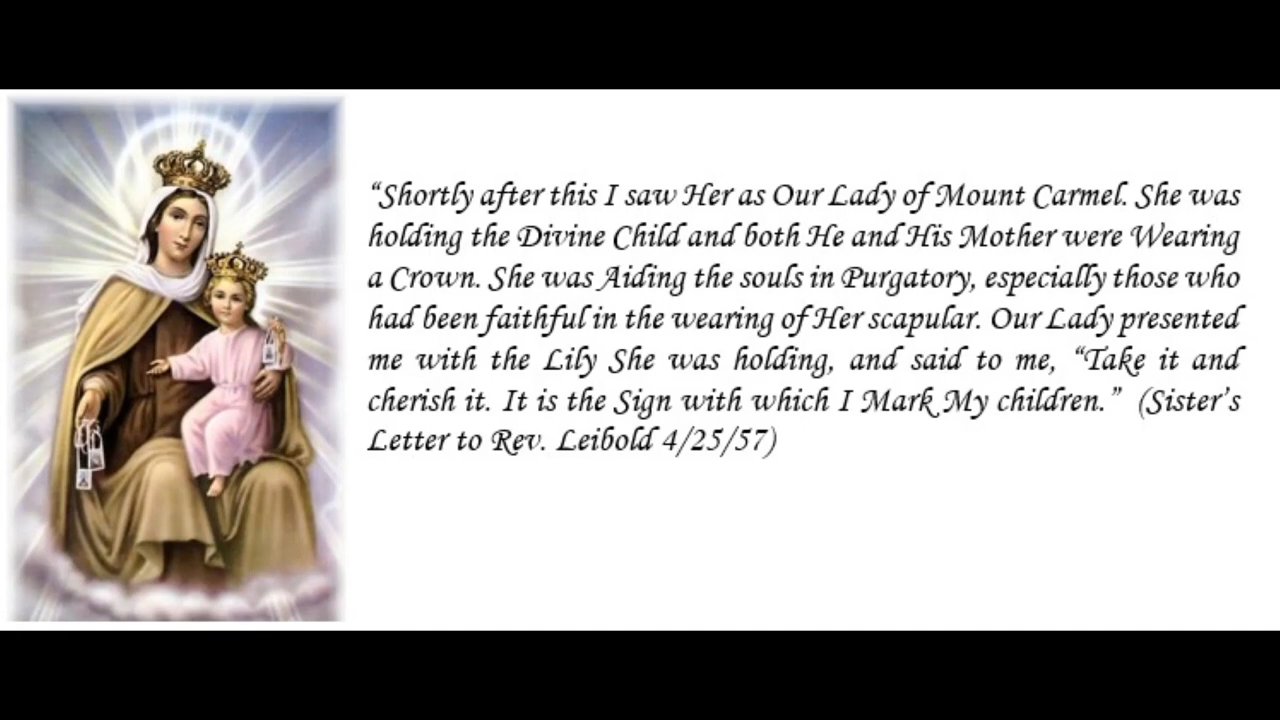 “Shortly after this I saw Her as Our Lady of Mount Carmel. She was
holding the Divine Child and both He and His Mother were Wearing
a Crown. She was Aiding the souls in Purgatory, especially those who
had been faithful in the wearing of Her scapular. Our Lady presented
me with the Lily She was holding, and said to me, “Take it and
cherish it. It is the Sign with which I Mark My children.” (Sister’s
Letter to Rev. Leibold 4/25/57)